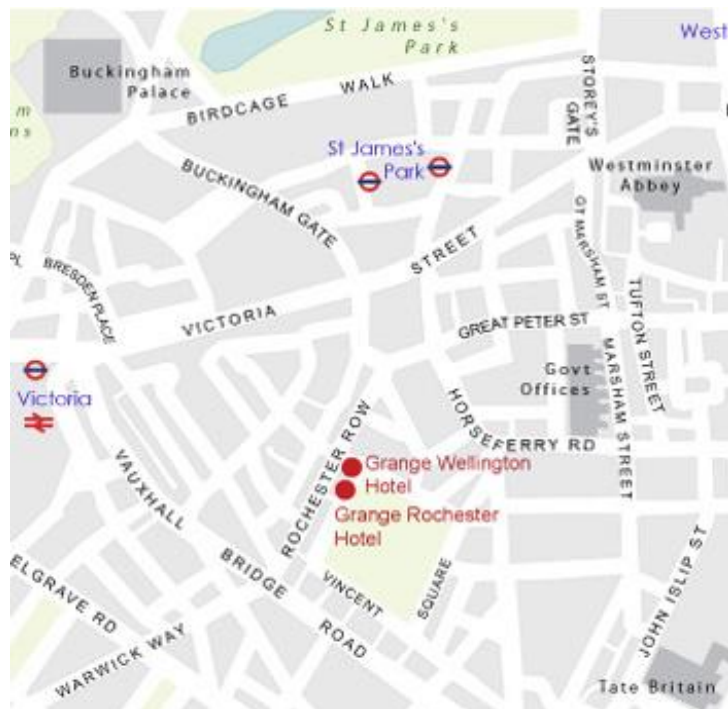 St James's
Park
West
Buckingham
Palace
BIRDCAGE WALK
STOREY'S
GATE
m
ns
St James's
Park
BUCKINGHAM GATE
Westminster
Abbey
GT MARSHAM ST
STREET
PL
BRESDEN PLACE
VICTORIA
TUFTON STREET
GREAT PETER ST
Govt
Offices
MARSHAM STREET
Victoria
HORSEFERRY RD
ROCHESTER ROW
Grange Wellington
Hotel
Grange Rochester
Hotel
VAUXHALL
BRIDGE
ROAD
VINCENT
SQUARE
ELGRAVE RD
WARWICK WAY
JOHN ISLIP ST
Tate Britain